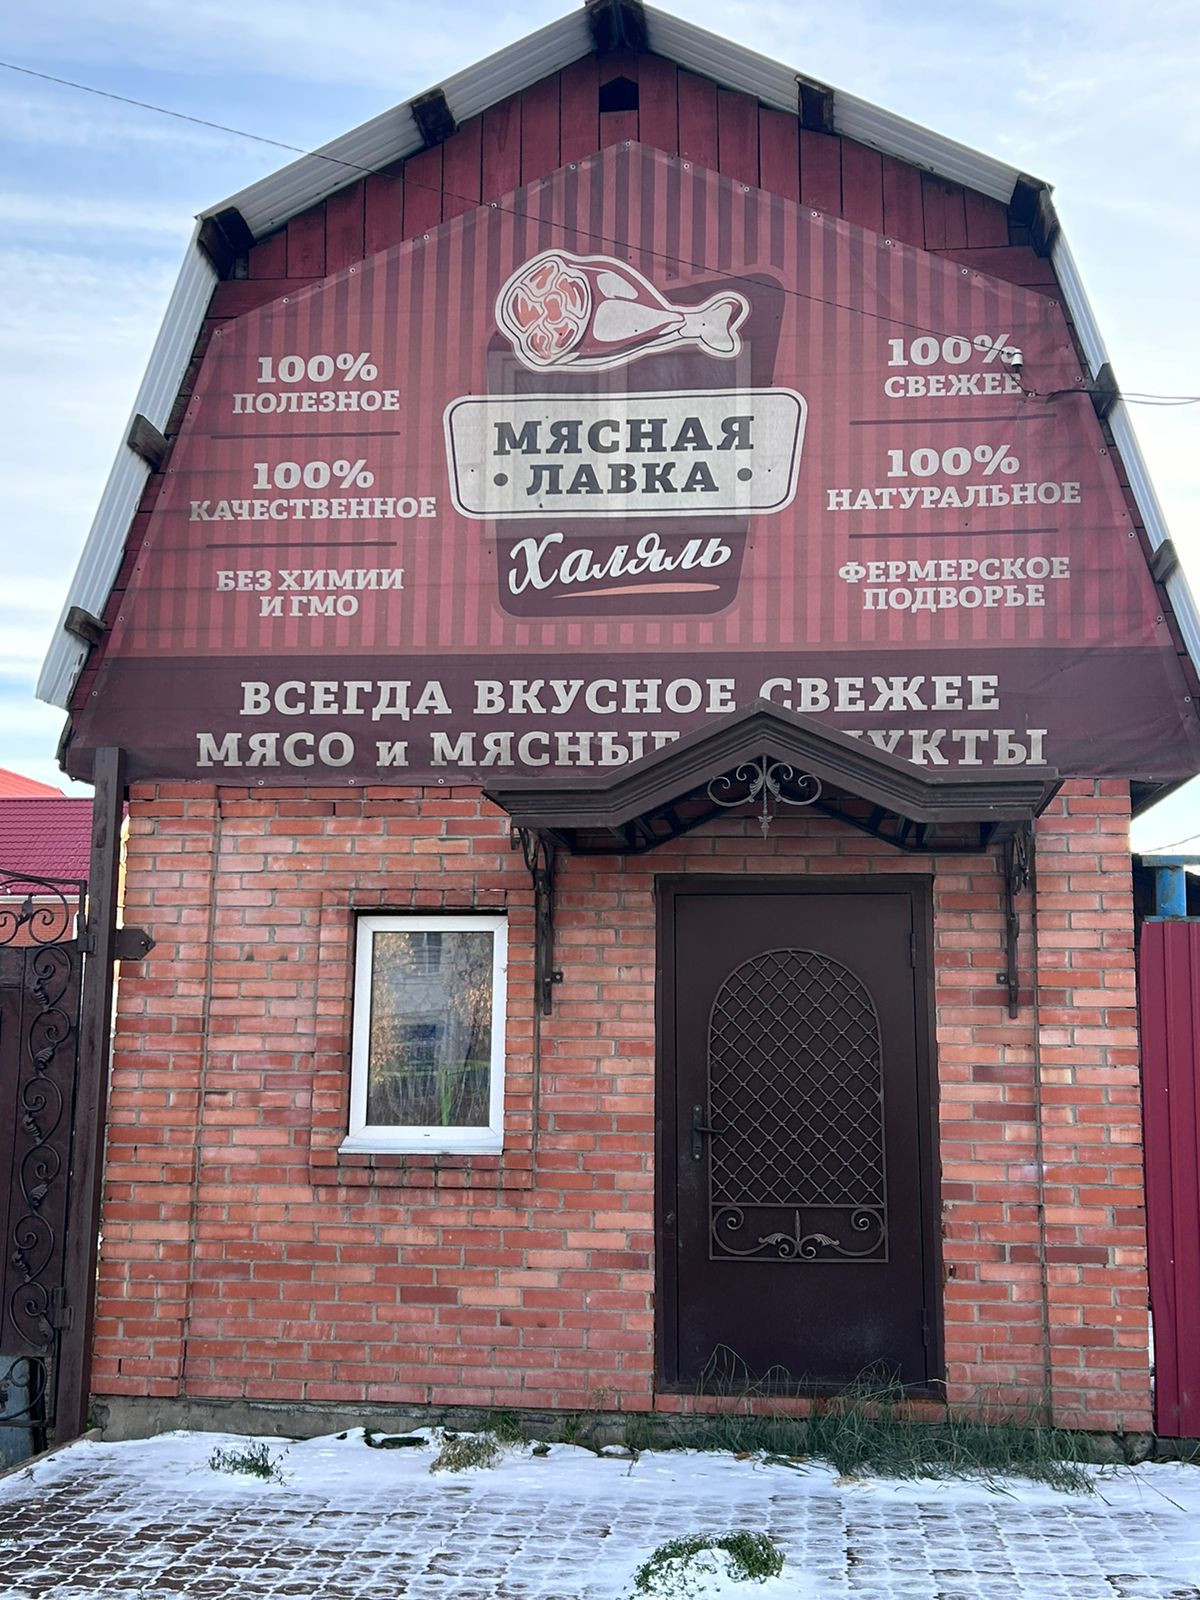 100%
ПОЛЕЗНОЕ
100%
КАЧЕСТВЕННОЕ
БЕЗ ХИМИИ
И ГМО
МЯСНАЯ
• ЛАВКА •
Халяль
100%
СВЕЖЕЕ
100%
НАТУРАЛЬНОЕ
ФЕРМЕРСКОЕ
ПОДВОРЬЕ
ВСЕГДА ВКУСНОЕ СВЕЖЕЕ
МЯСО и